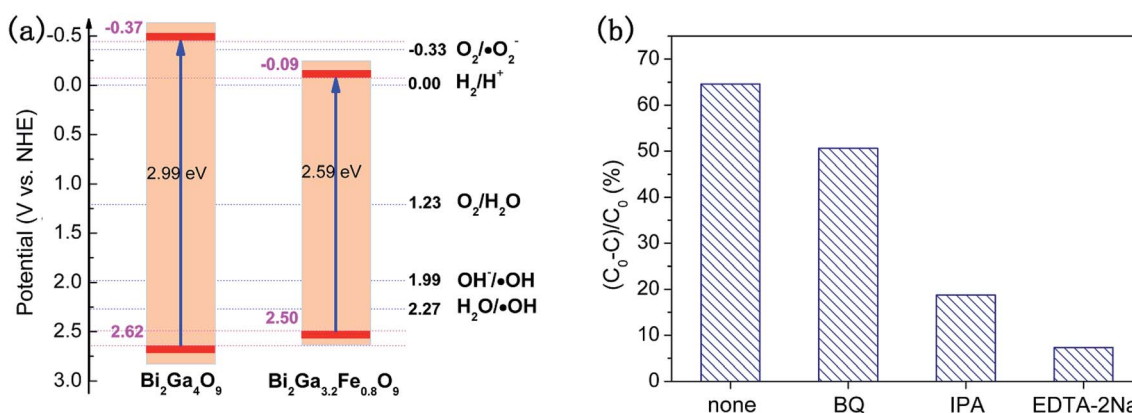 (a)
-0.5
0.0
0.5
1.0
1.5
2.0
2.5
3.0
Potential (V vs. NHE)
-0.37
2.99 eV
2.62
Bi₂Ga₄O₉
-0.09
2.59 eV
2.50
Bi₂Ga₃.₂Fe₀.₈O₉
-0.33 O₂/•O₂⁻
0.00 H₂/H⁺
1.23 O₂/H₂O
1.99 OH⁻/•OH
2.27 H₂O/•OH
(b)
70
60
50
40
30
20
10
0
(C₀-C)/C₀ (%)
none BQ IPA EDTA-2Na